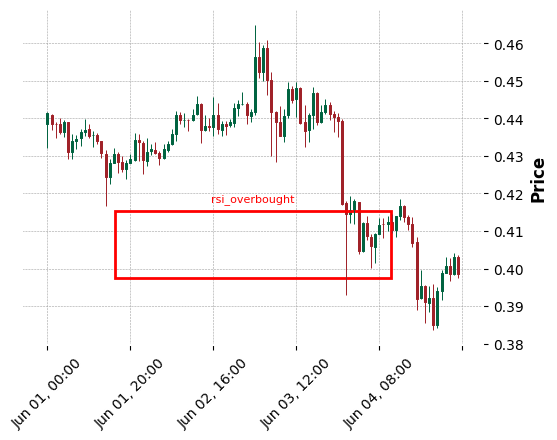 0.46
0.45
0.44
0.43
0.42
rsi_overbought
0.41
0.40
0.39
0.38
Price
Jun 01, 00:00
Jun 01, 20:00
Jun 02, 16:00
Jun 03, 12:00
Jun 04, 08:00